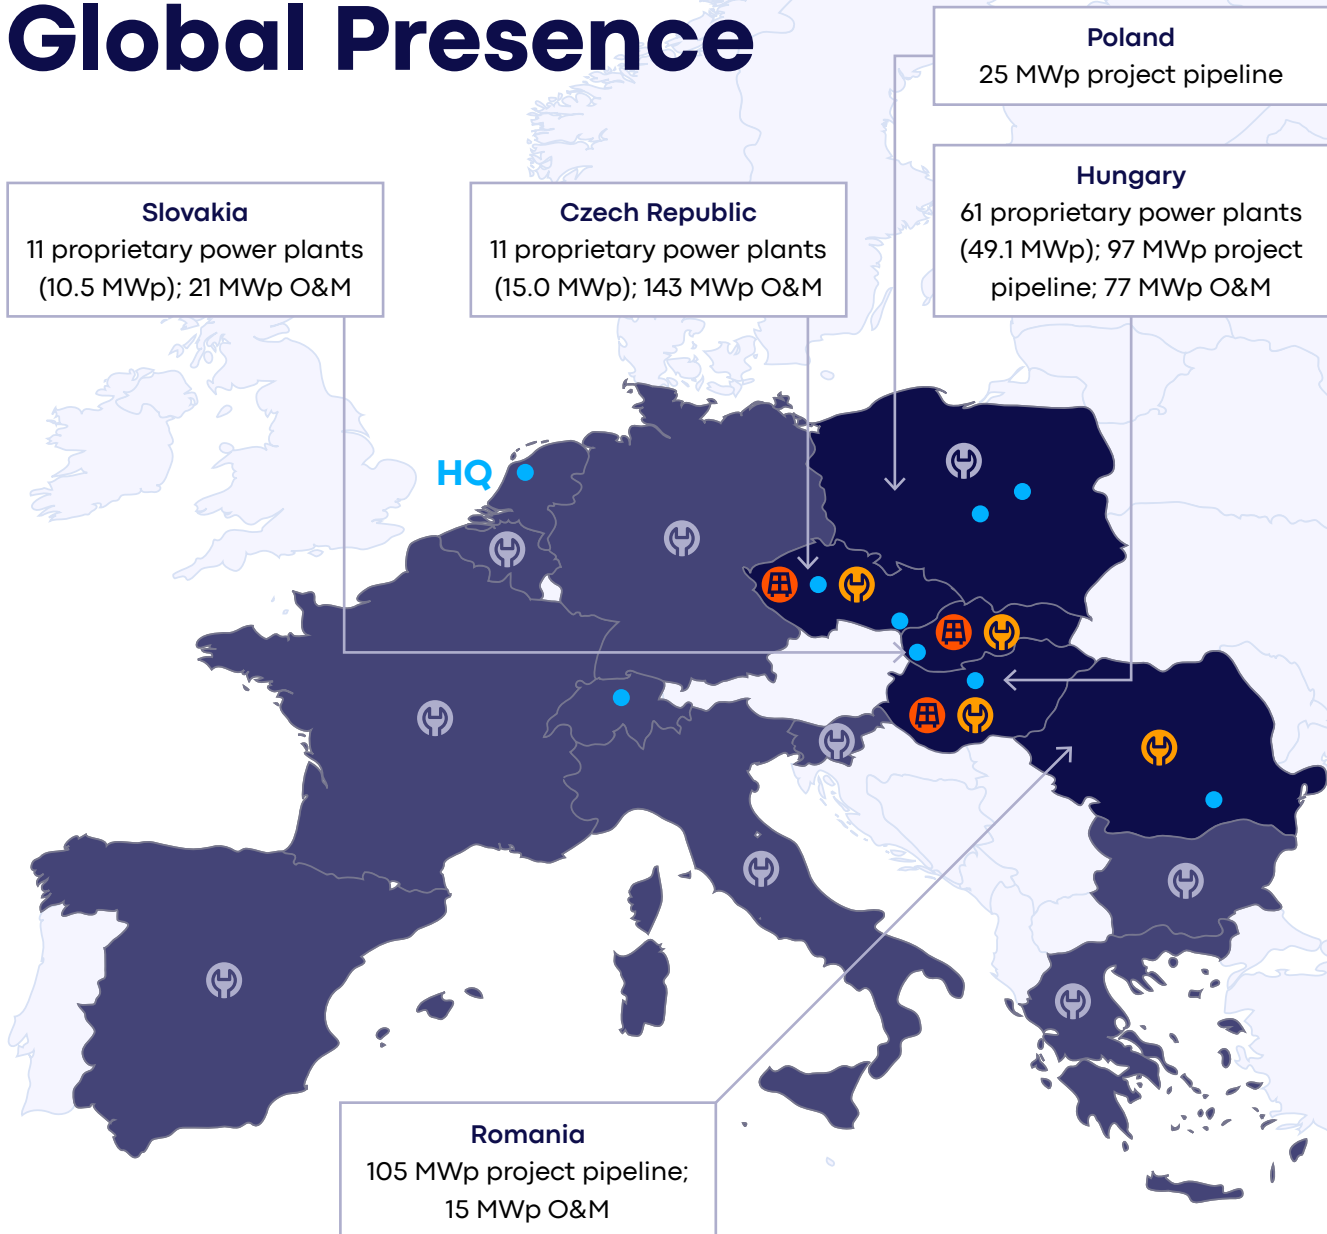 Global Presence
Poland
25 MWp project pipeline
Slovakia
11 proprietary power plants
(10.5 MWp); 21 MWp O&M
Czech Republic
11 proprietary power plants
(15.0 MWp); 143 MWp O&M
Hungary
61 proprietary power plants
(49.1 MWp); 97 MWp project
pipeline; 77 MWp O&M
HQ
Romania
105 MWp project pipeline;
15 MWp O&M